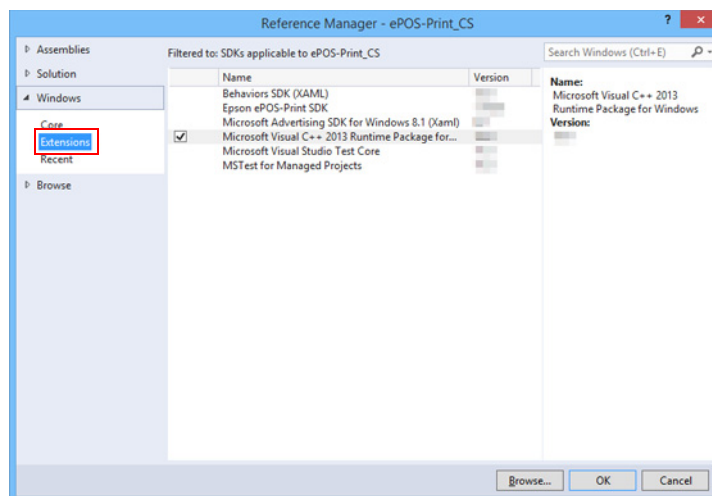 Reference Manager - ePOS-Print_CS
? ×
Assemblies
Solution
Windows
Core
Extensions
Recent
Browse
Filtered to: SDKs applicable to ePOS-Print_CS
Name Version
Behaviors SDK (XAML)
Epson ePOS-Print SDK
Microsoft Advertising SDK for Windows 8.1 (Xaml)
Microsoft Visual C++ 2013 Runtime Package for...
Microsoft Visual Studio Test Core
MSTest for Managed Projects
Search Windows (Ctrl+E)
Name:
Microsoft Visual C++ 2013
Runtime Package for Windows
Version:
Browse... OK Cancel